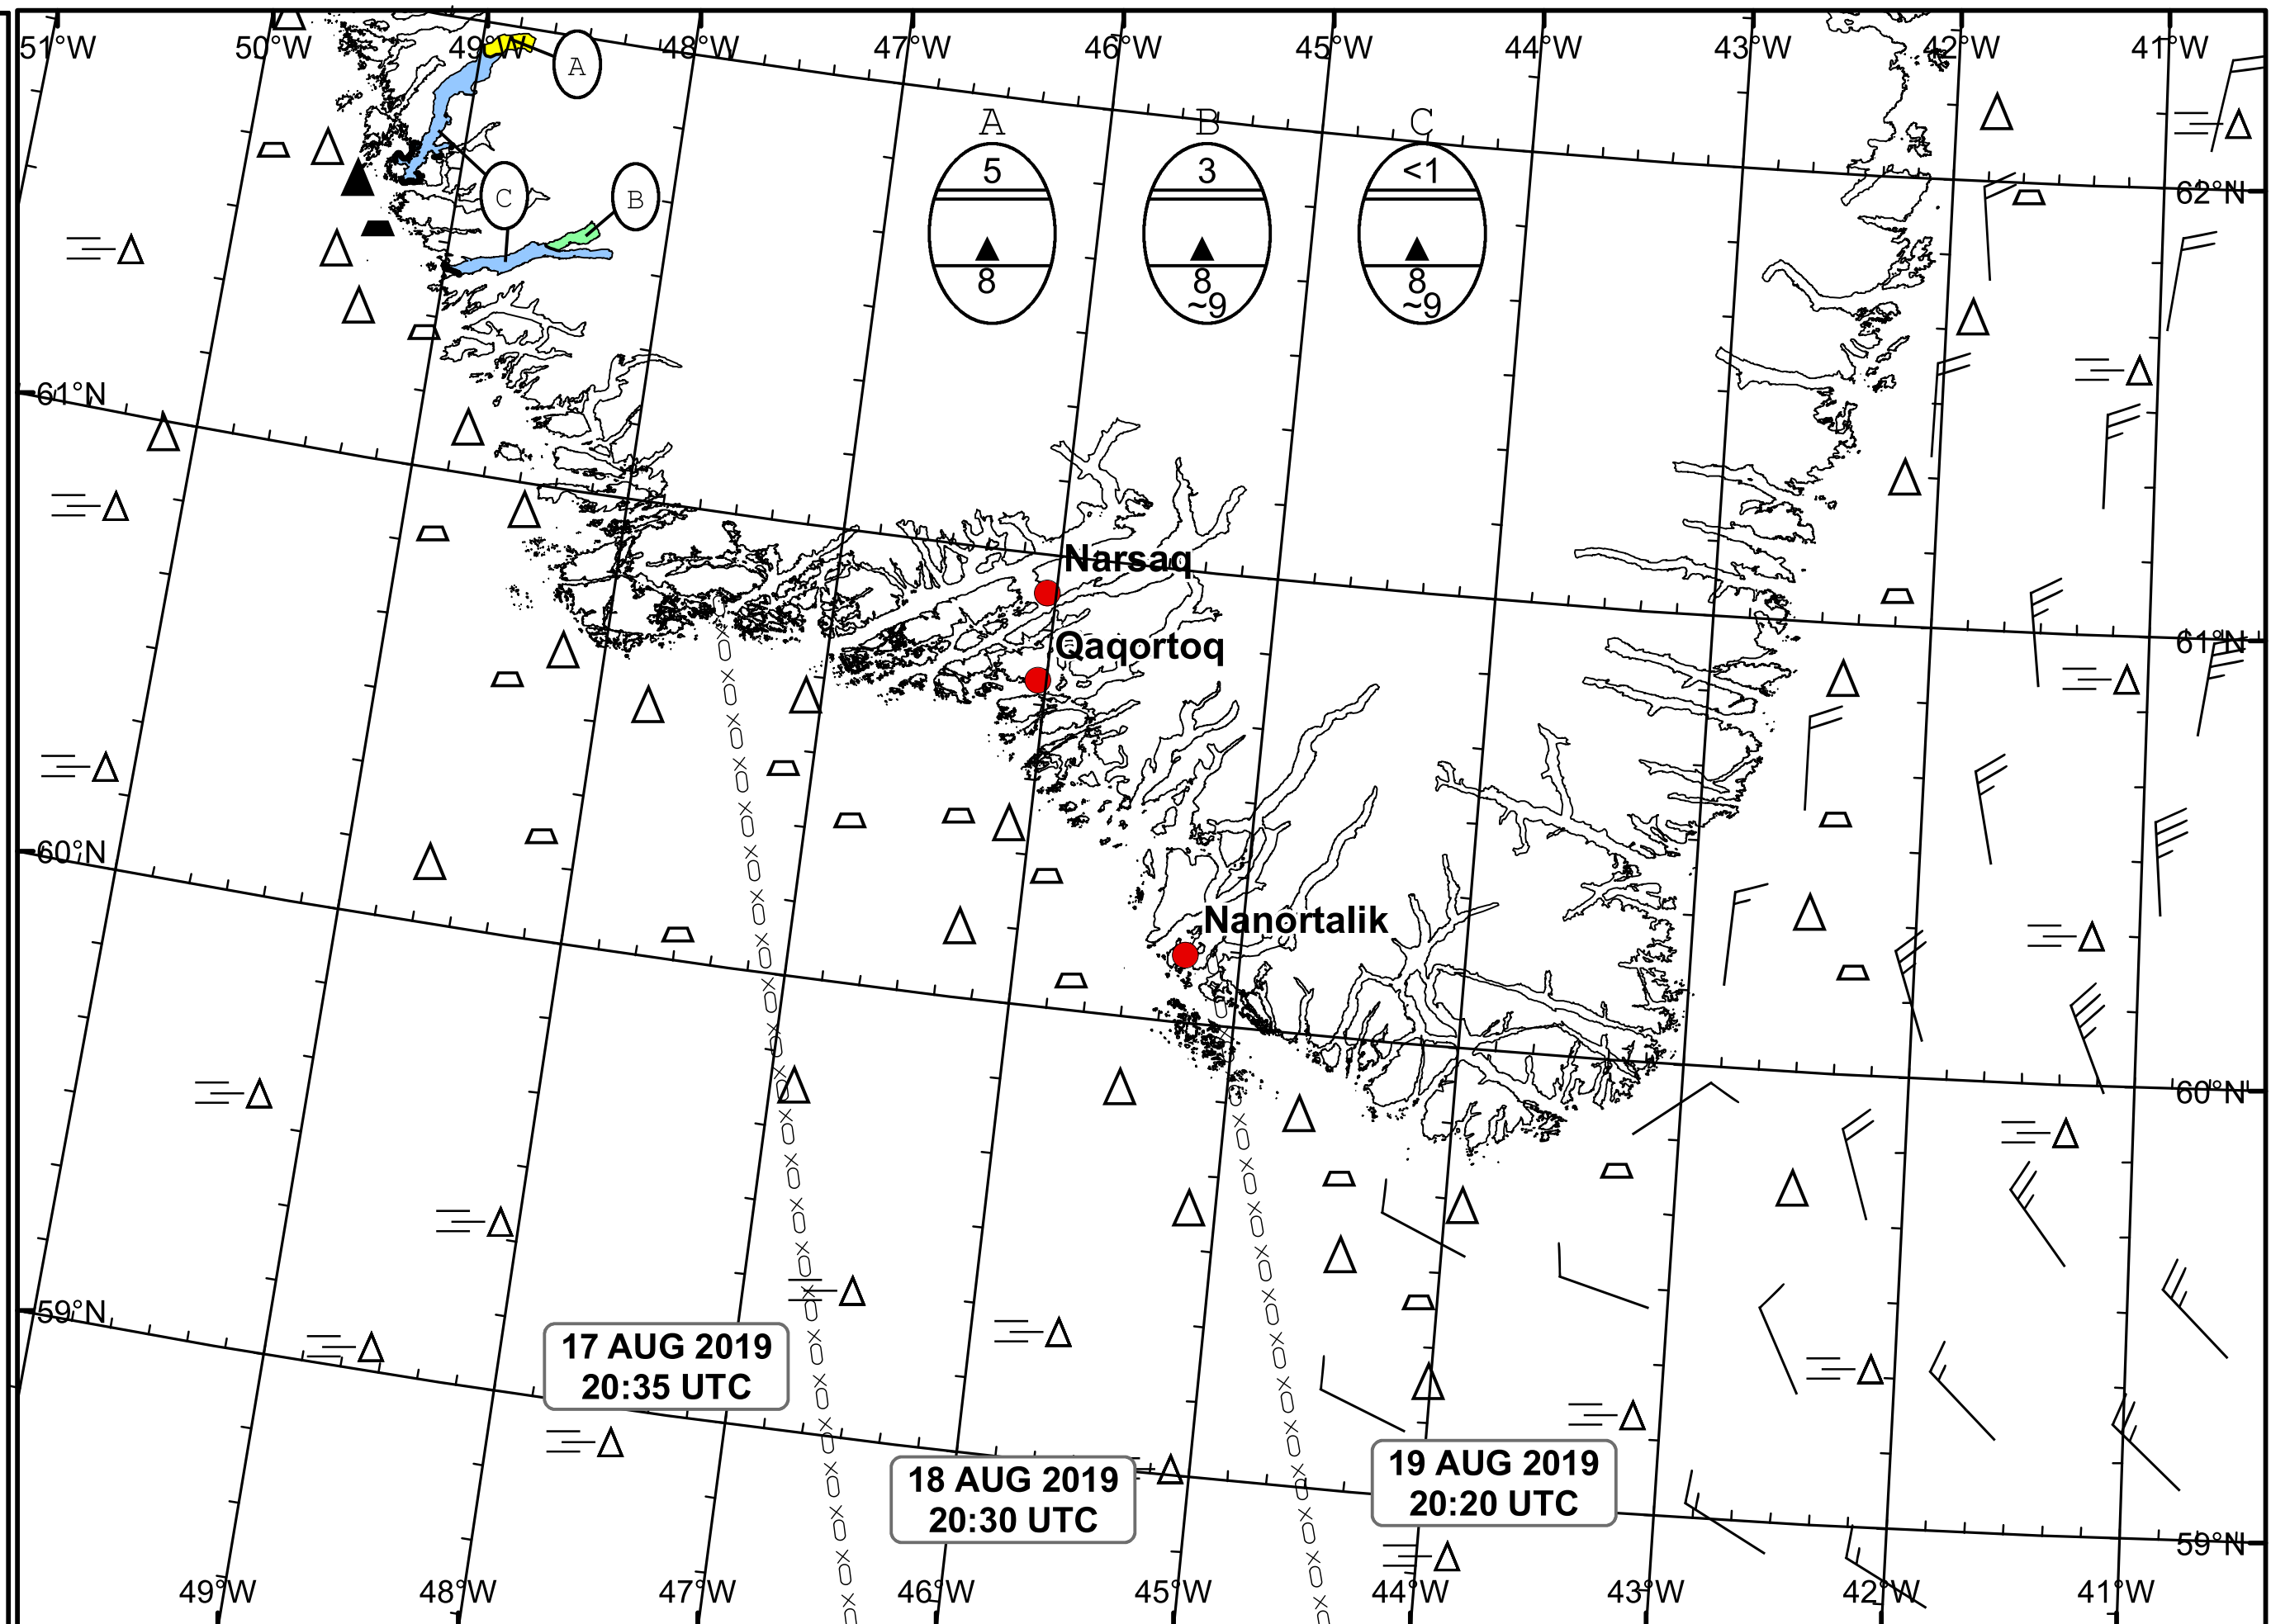 51°W 50°W 49°W 48°W 47°W 46°W 45°W 44°W 43°W 42°W 41°W
A
A B C
5 3 <1
8 8 8
~9 ~9
C B
62°N
61°N
Narsaq
61°N
Qaqortoq
60°N
Nanortalik
60°N
59°N
17 AUG 2019
20:35 UTC
18 AUG 2019
20:30 UTC
19 AUG 2019
20:20 UTC
59°N
49°W 48°W 47°W 46°W 45°W 44°W 43°W 42°W 41°W